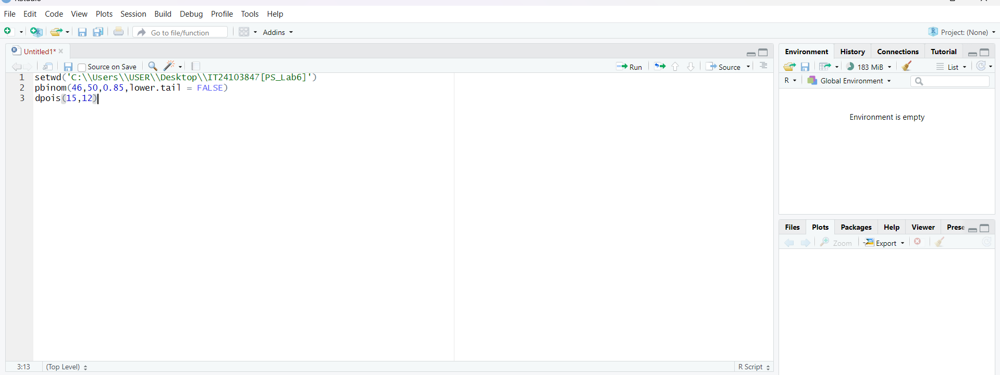 File Edit Code View Plots Session Build Debug Profile Tools Help
Go to file/function Addins Project: (None)
Untitled1*
Source on Save Run Source
1 setwd('C:\\Users\\USER\\Desktop\\IT24103847[PS_Lab6]')
2 pbinom(46,50,0.85,lower.tail = FALSE)
3 dpois(15,12)
3:13 (Top Level) R Script
Environment History Connections Tutorial
183 MiB List
R Global Environment
Environment is empty
Files Plots Packages Help Viewer Prese
Zoom Export